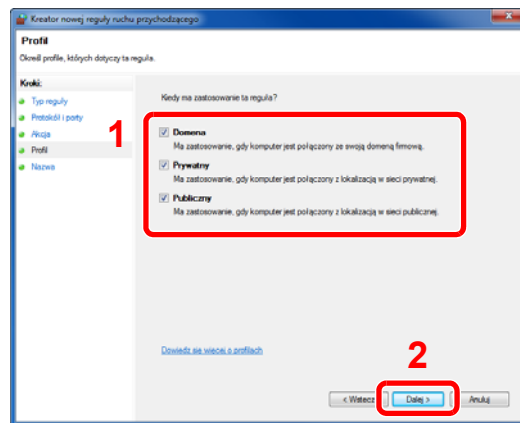 Kreator nowej reguły ruchu przychodzącego
Profil
Określ profile, których dotyczy ta reguła.
Kroki:
Typ reguły
Protokół i porty
Akcja
Profil
Nazwa
1
Kiedy ma zastosowanie ta reguła?
Domena
Ma zastosowanie, gdy komputer jest połączony ze swoją domeną firmową.
Prywatny
Ma zastosowanie, gdy komputer jest połączony z lokalizacją w sieci prywatnej.
Publiczny
Ma zastosowanie, gdy komputer jest połączony z lokalizacją w sieci publicznej.
Dowiedz się więcej o profilach
2
< Wstecz
Dalej >
Anuluj